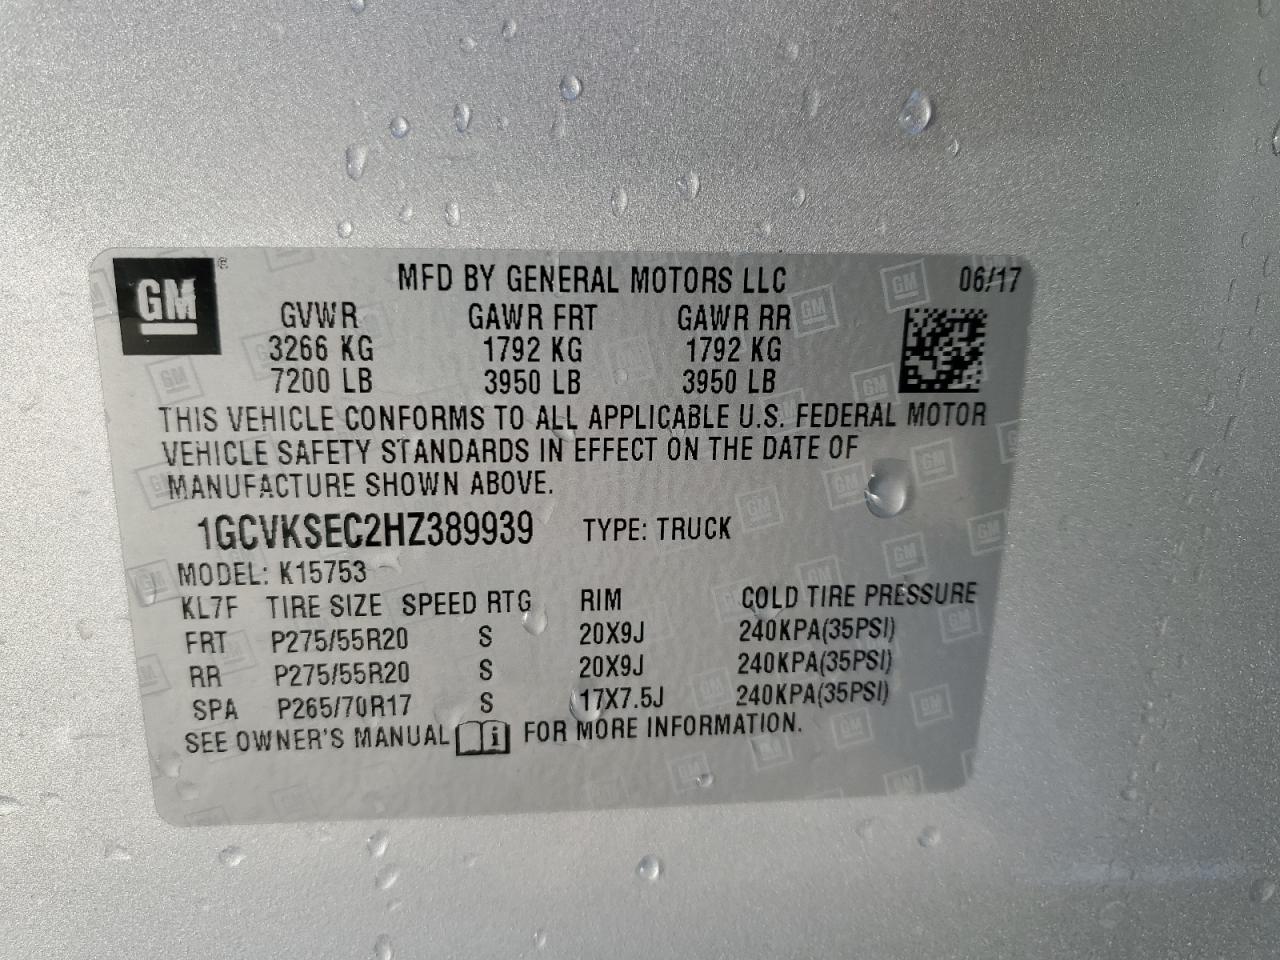 GM® MFD BY GENERAL MOTORS LLC 06/17
GVWR GAWR FRT GAWR RR
3266 KG 1792 KG 1792 KG
7200 LB 3950 LB 3950 LB
THIS VEHICLE CONFORMS TO ALL APPLICABLE U.S. FEDERAL MOTOR
VEHICLE SAFETY STANDARDS IN EFFECT ON THE DATE OF
MANUFACTURE SHOWN ABOVE.
1GCVKSEC2HZ389939 TYPE: TRUCK
MODEL: K15753
KL7F TIRE SIZE SPEED RTG RIM COLD TIRE PRESSURE
FRT P275/55R20 S 20X9J 240KPA(35PSI)
RR P275/55R20 S 20X9J 240KPA(35PSI)
SPA P265/70R17 S 17X7.5J 240KPA(35PSI)
SEE OWNER'S MANUAL i FOR MORE INFORMATION.